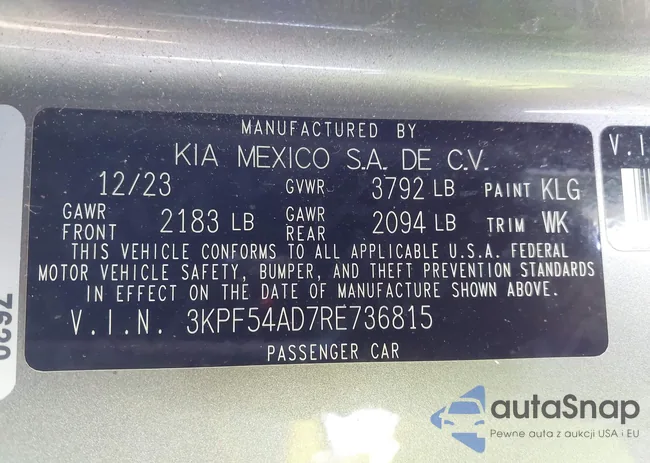 MANUFACTURED BY
KIA MEXICO S.A. DE C.V.
12/23 GVWR 3792 LB PAINT KLG
GAWR FRONT 2183 LB GAWR REAR 2094 LB TRIM WK
THIS VEHICLE CONFORMS TO ALL APPLICABLE U.S.A. FEDERAL
MOTOR VEHICLE SAFETY, BUMPER, AND THEFT PREVENTION STANDARDS
IN EFFECT ON THE DATE OF MANUFACTURE SHOWN ABOVE.
V.I.N. 3KPF54AD7RE736815
PASSENGER CAR
V.I
autaSnap
Pewne auta z aukcji USA i EU